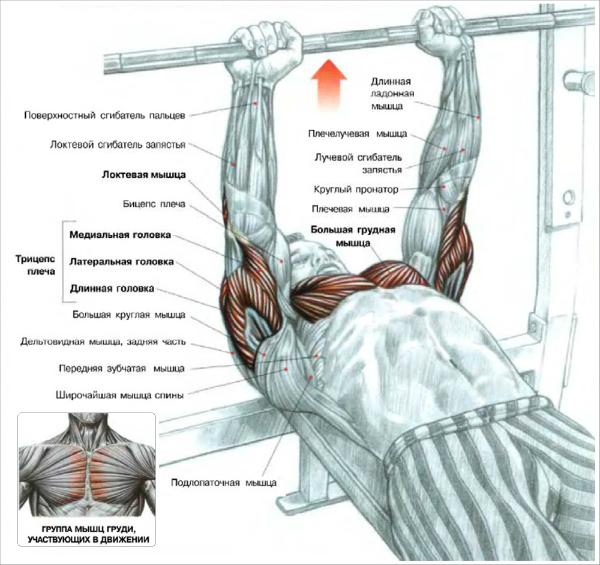 Длинная
ладонная
мышца
Поверхностный сгибатель пальцев
Плечелучевая мышца
Локтевой сгибатель запястья
Лучевой сгибатель
запястья
Локтевая мышца
Круглый пронатор
Бицепс плеча
Плечевая мышца
Большая грудная
мышца
Трицепс
плеча
Медиальная головка
Латеральная головка
Длинная головка
Большая круглая мышца
Дельтовидная мышца, задняя часть
Передняя зубчатая мышца
Широчайшая мышца спины
Подлопаточная мышца
ГРУППА МЫШЦ ГРУДИ,
УЧАСТВУЮЩИХ В ДВИЖЕНИИ